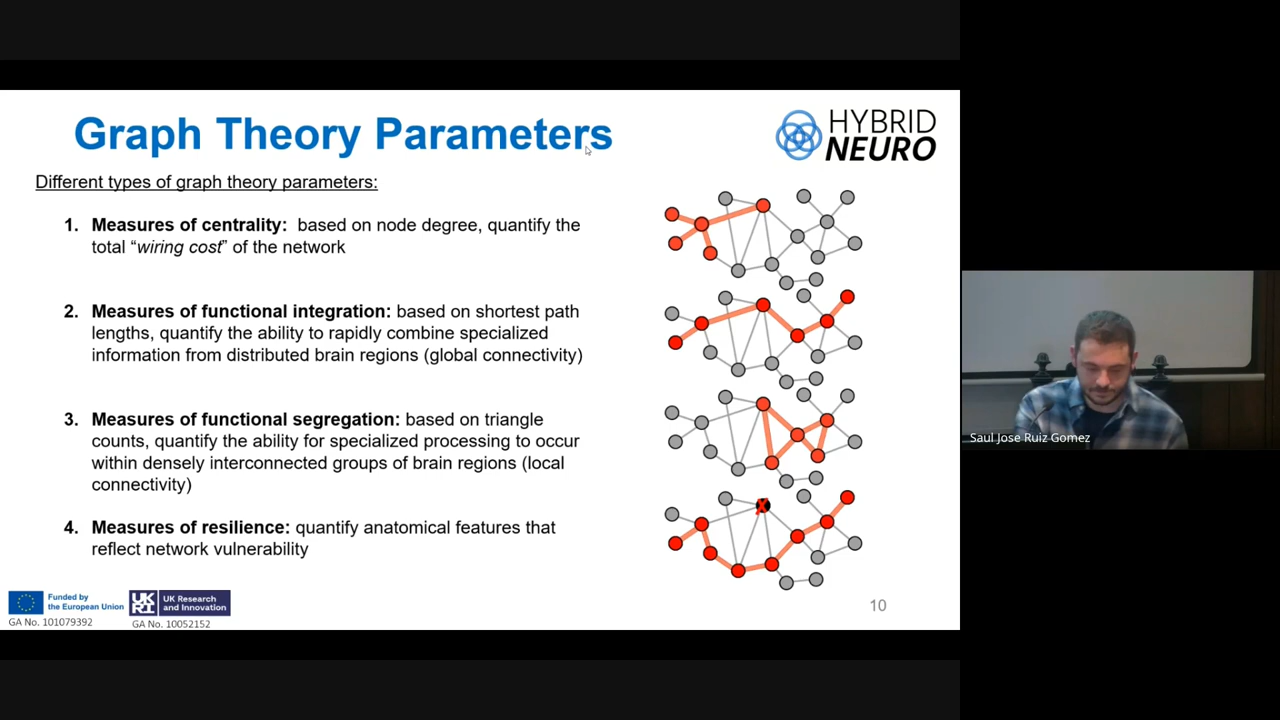 Graph Theory Parameters
HYBRID
NEURO
Different types of graph theory parameters:
1. Measures of centrality: based on node degree, quantify the
total “wiring cost” of the network
2. Measures of functional integration: based on shortest path
lengths, quantify the ability to rapidly combine specialized
information from distributed brain regions (global connectivity)
3. Measures of functional segregation: based on triangle
counts, quantify the ability for specialized processing to occur
within densely interconnected groups of brain regions (local
connectivity)
4. Measures of resilience: quantify anatomical features that
reflect network vulnerability
X
Funded by
the European Union
GA No. 101079392
UK
RI
UK Research
and Innovation
GA No. 10052152
10
Saul Jose Ruiz Gomez